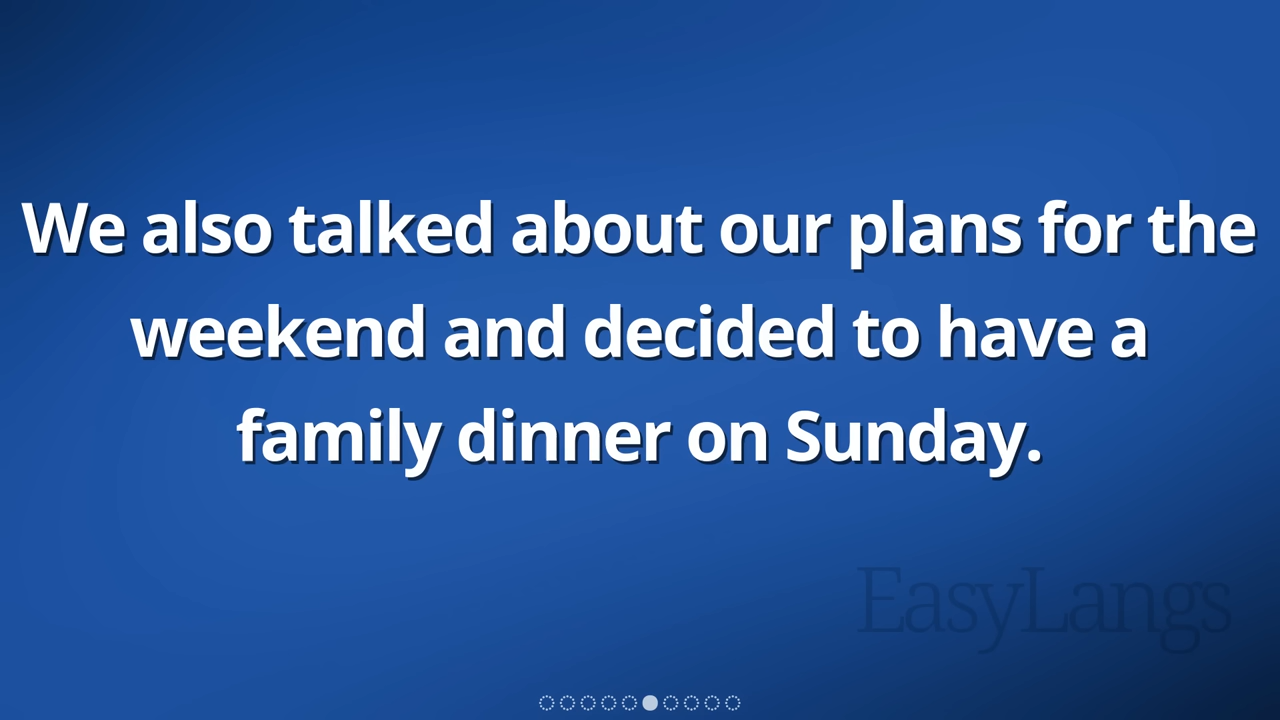 We also talked about our plans for the
weekend and decided to have a
family dinner on Sunday.
EasyLangs